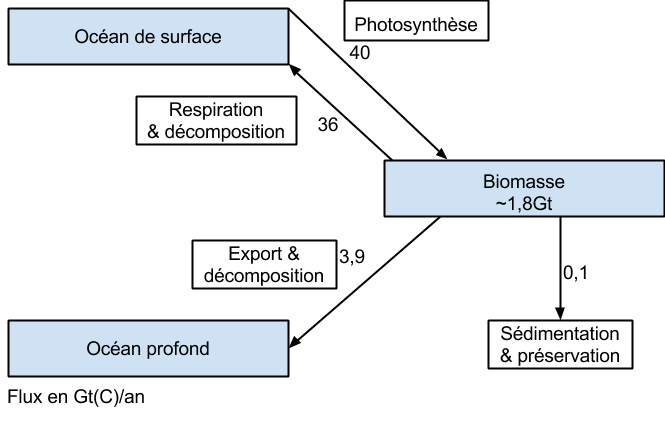 Photosynthèse
Océan de surface
40
Respiration
& décomposition
36
Biomasse
~1,8Gt
Export &
décomposition
3,9
0,1
Sédimentation
& préservation
Océan profond
Flux en Gt(C)/an